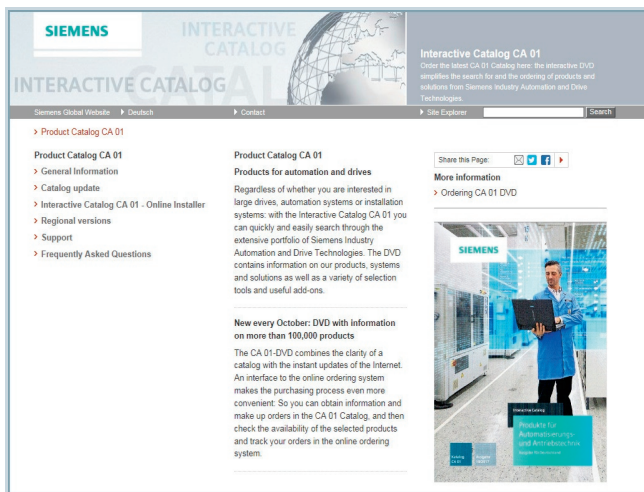 SIEMENS
INTERACTIVE
CATALOG
INTERACTIVE CATALOG
Interactive Catalog CA 01
Order the latest CA 01 Catalog here: the interactive DVD
simplifies the search for and the ordering of products and
solutions from Siemens Industry Automation and Drive
Technologies.
Siemens Global Website
Deutsch
Contact
Site Explorer
Search
Product Catalog CA 01
Product Catalog CA 01
General Information
Catalog update
Interactive Catalog CA 01 - Online Installer
Regional versions
Support
Frequently Asked Questions
Product Catalog CA 01
Products for automation and drives
Regardless of whether you are interested in
large drives, automation systems or installation
systems: with the Interactive Catalog CA 01 you
can quickly and easily search through the
extensive portfolio of Siemens Industry
Automation and Drive Technologies. The DVD
contains information on our products, systems
and solutions as well as a variety of selection
tools and useful add-ons.
New every October: DVD with information
on more than 100,000 products
The CA 01-DVD combines the clarity of a
catalog with the instant updates of the Internet.
An interface to the online ordering system
makes the purchasing process even more
convenient: So you can obtain information and
make up orders in the CA 01 Catalog, and then
check the availability of the selected products
and track your orders in the online ordering
system.
Share this Page:
More information
Ordering CA 01 DVD
SIEMENS
Interactive Catalog
Produkte für
Automatisierungs-
und Antriebstechnik
Katalog
CA 01